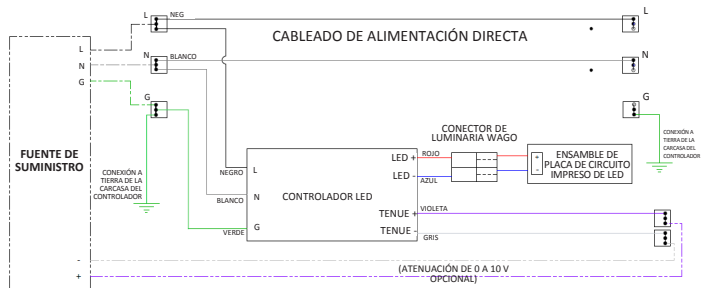 L
NEG
CABLEADO DE ALIMENTACIÓN DIRECTA
L
L
N
BLANCO
N
N
G
G
G
FUENTE DE
SUMINISTRO
CONEXIÓN A
TIERRA DE LA
CARCASA DEL
CONTROLADOR
CONECTOR DE
LUMINARIA WAGO
CONEXIÓN A
TIERRA DE LA
CARCASA DEL
CONTROLADOR
NEGRO
L
BLANCO
N
VERDE
G
CONTROLADOR LED
LED +
ROJO
LED -
AZUL
+
-
ENSAMBLE DE
PLACA DE CIRCUITO
IMPRESO DE LED
TENUE +
VIOLETA
TENUE -
GRIS
-
+
(ATENUACIÓN DE 0 A 10 V
OPCIONAL)